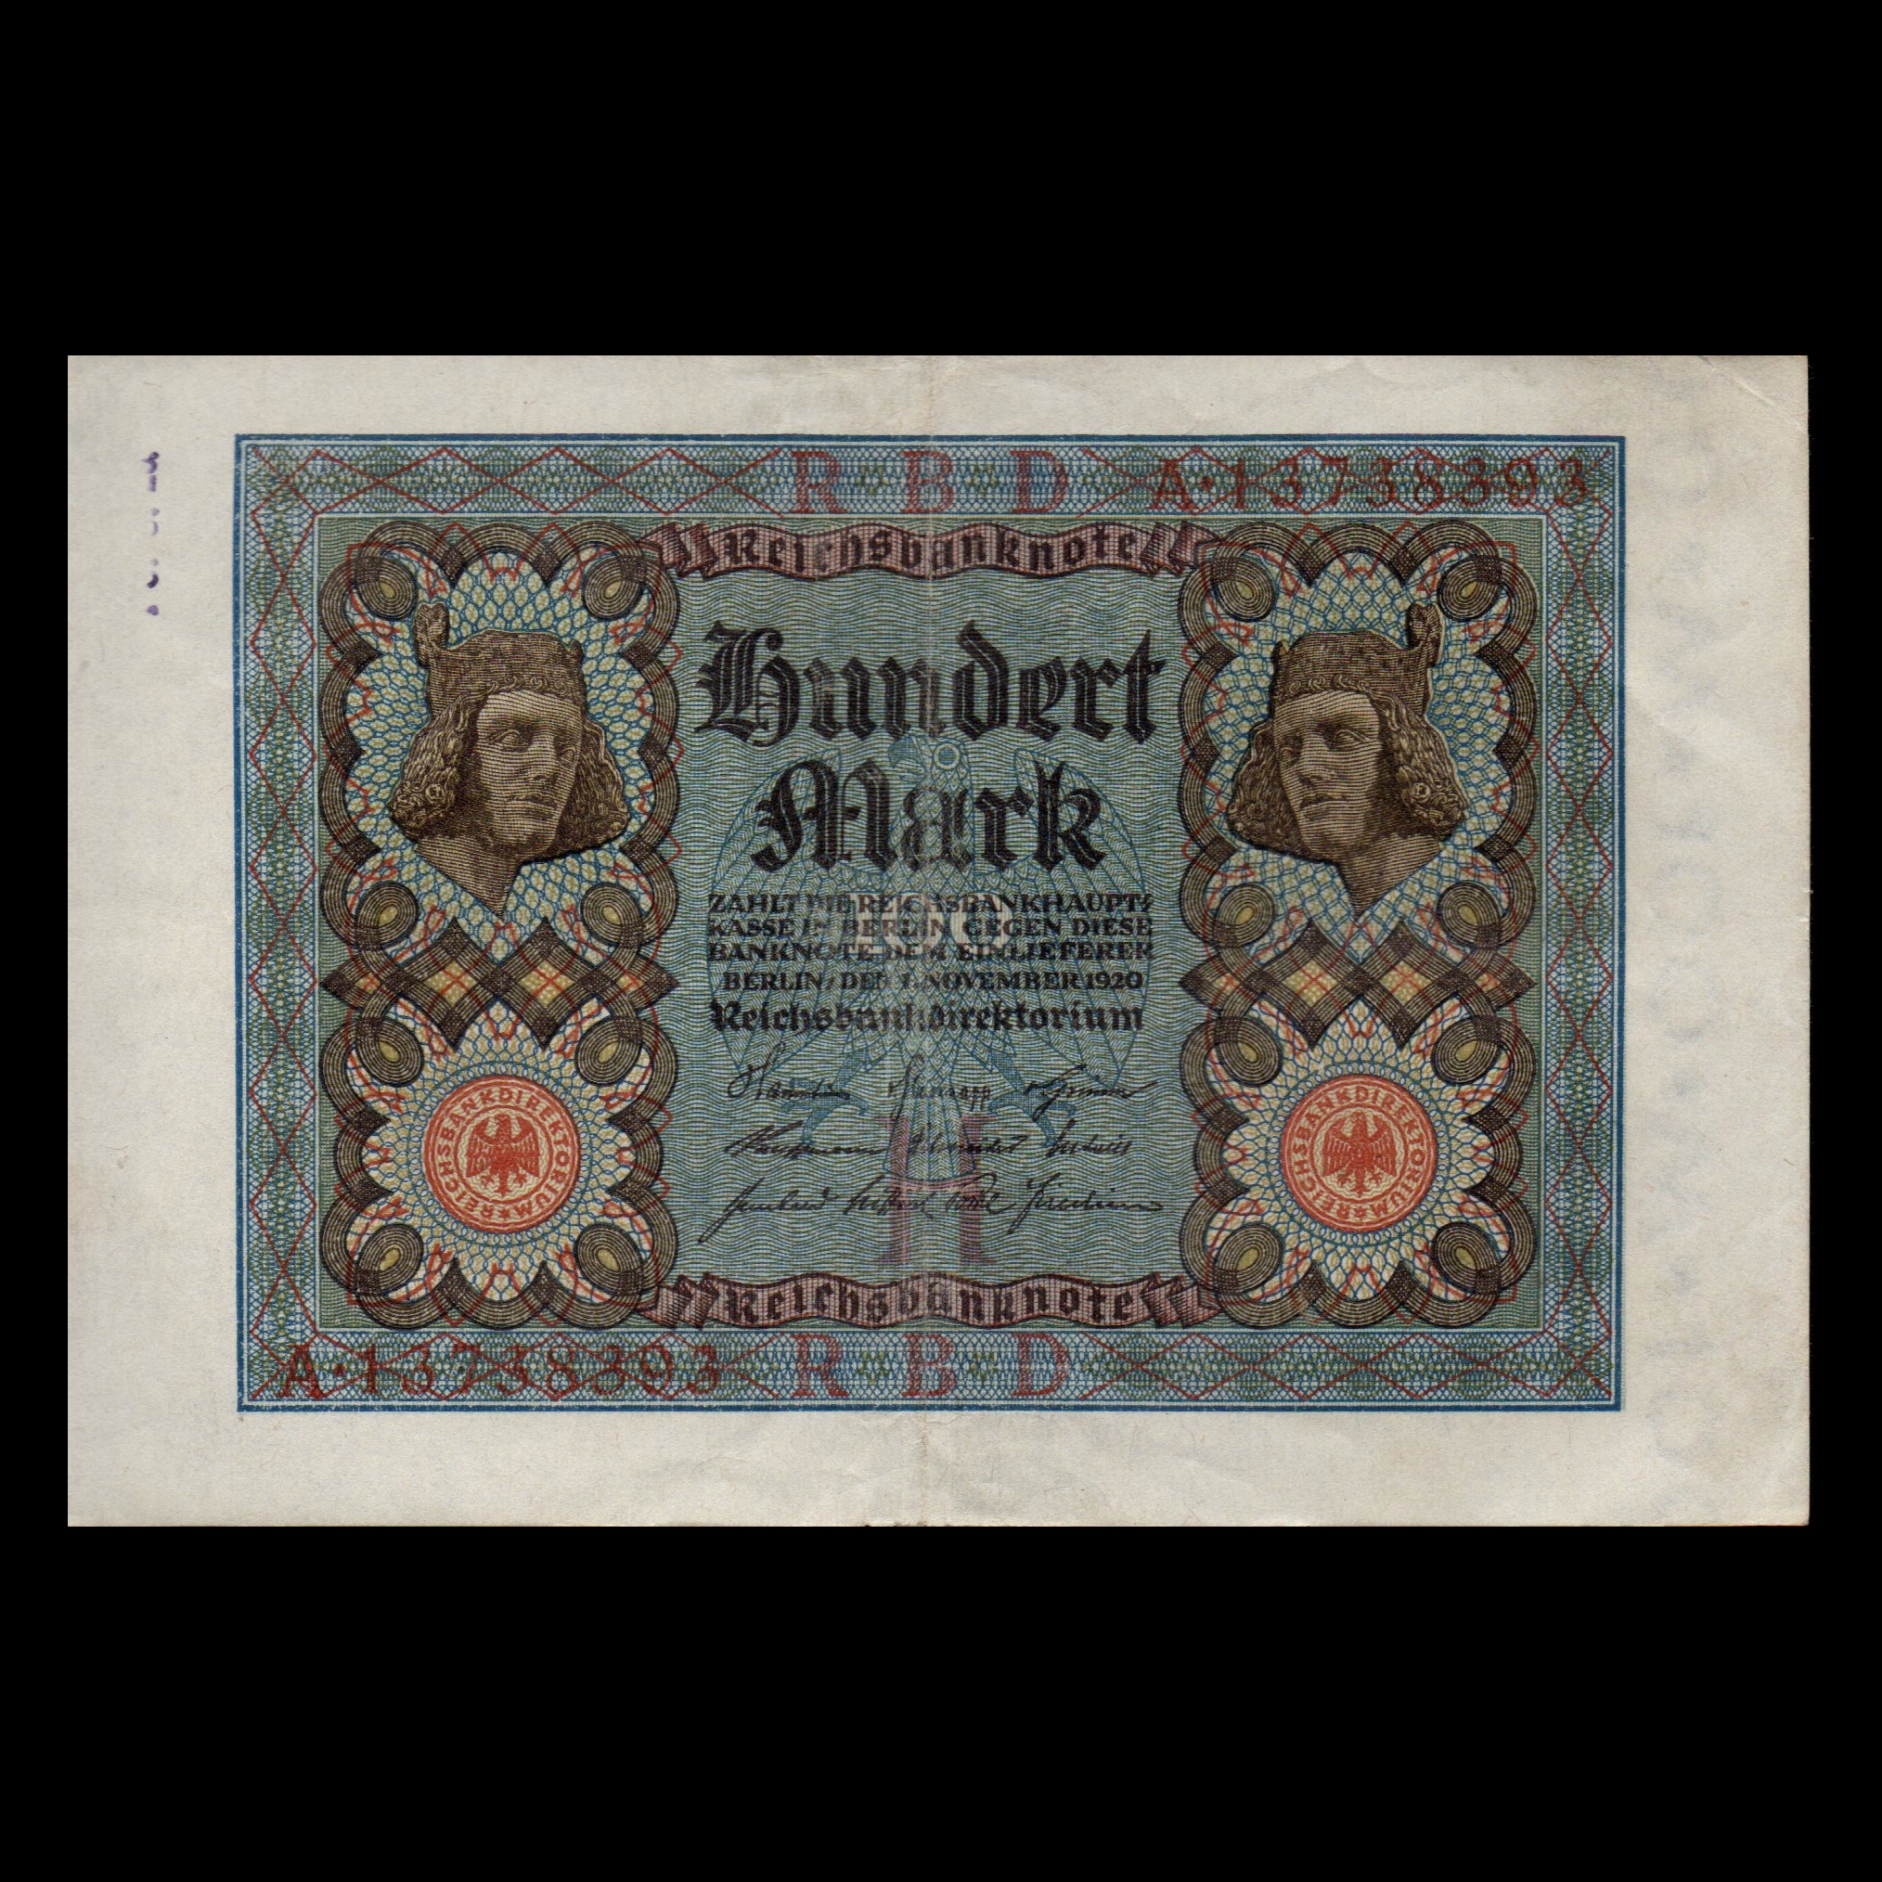 R B D A·13738393
Reichsbanknote
Hundert
Mark
100
ZAHLT DIE REICHSBANKHAUPT⸗
KASSE IN BERLIN GEGEN DIESE
BANKNOTE DEM EINLIEFERER
BERLIN, DEN 1. NOVEMBER 1920
Reichsbankdirektorium
H
REICHSBANKDIREKTORIUM
REICHSBANKDIREKTORIUM
Reichsbanknote
A·13738393 R B D